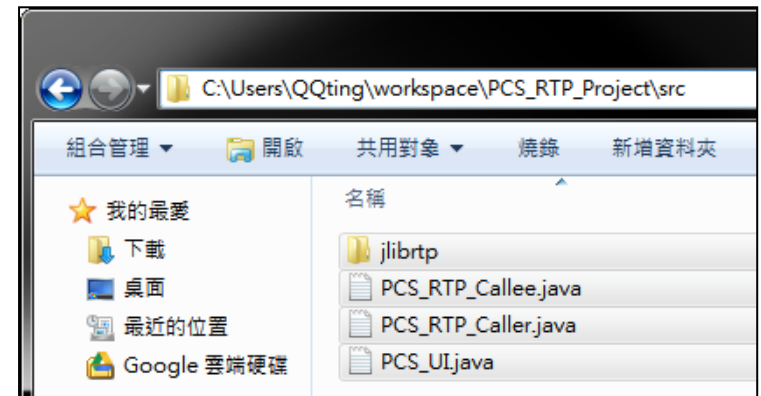 C:\Users\QQting\workspace\PCS_RTP_Project\src
組合管理 開啟 共用對象 燒錄 新增資料夾
我的最愛
下載
桌面
最近的位置
Google 雲端硬碟
名稱
jlibrtp
PCS_RTP_Callee.java
PCS_RTP_Caller.java
PCS_UI.java